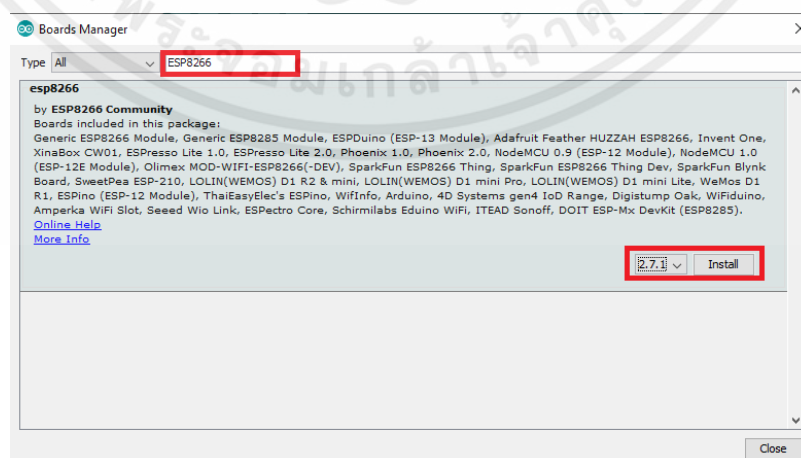 Boards Manager
Type All ESP8266
esp8266
by ESP8266 Community
Boards included in this package:
Generic ESP8266 Module, Generic ESP8285 Module, ESPDuino (ESP-13 Module), Adafruit Feather HUZZAH ESP8266, Invent One,
XinaBox CW01, ESPresso Lite 1.0, ESPresso Lite 2.0, Phoenix 1.0, Phoenix 2.0, NodeMCU 0.9 (ESP-12 Module), NodeMCU 1.0
(ESP-12E Module), Olimex MOD-WIFI-ESP8266(-DEV), SparkFun ESP8266 Thing, SparkFun ESP8266 Thing Dev, SparkFun Blynk
Board, SweetPea ESP-210, LOLIN(WEMOS) D1 R2 & mini, LOLIN(WEMOS) D1 mini Pro, LOLIN(WEMOS) D1 mini Lite, WeMos D1
R1, ESPino (ESP-12 Module), ThaiEasyElec's ESPino, WifInfo, Arduino, 4D Systems gen4 IoD Range, Digistump Oak, WiFiduino,
Amperka WiFi Slot, Seeed Wio Link, ESPectro Core, Schirmilabs Eduino WiFi, ITEAD Sonoff, DOIT ESP-Mx DevKit (ESP8285).
Online Help
More Info
2.7.1 Install
Close